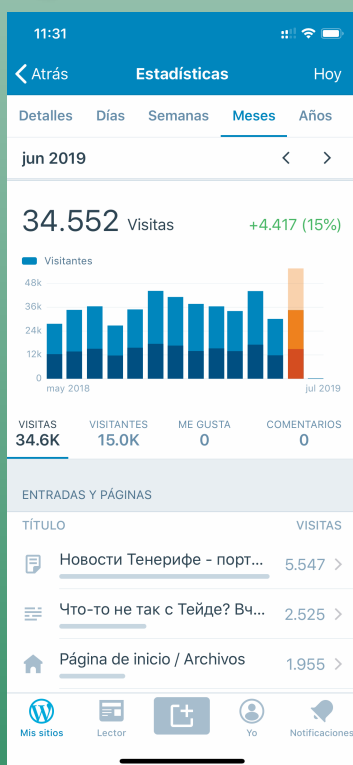 11:31
Atrás
Estadísticas
Hoy
Detalles Días Semanas Meses Años
jun 2019
34.552 Visitas
+4.417 (15%)
Visitantes
48k
36k
24k
12k
0
may 2018
jul 2019
VISITAS VISITANTES ME GUSTA COMENTARIOS
34.6K 15.0K 0 0
ENTRADAS Y PÁGINAS
TÍTULO VISITAS
Новости Тенерифе - порт... 5.547
Что-то не так с Тейде? Вч... 2.525
Página de inicio / Archivos 1.955
Mis sitios Lector Yo Notificaciones